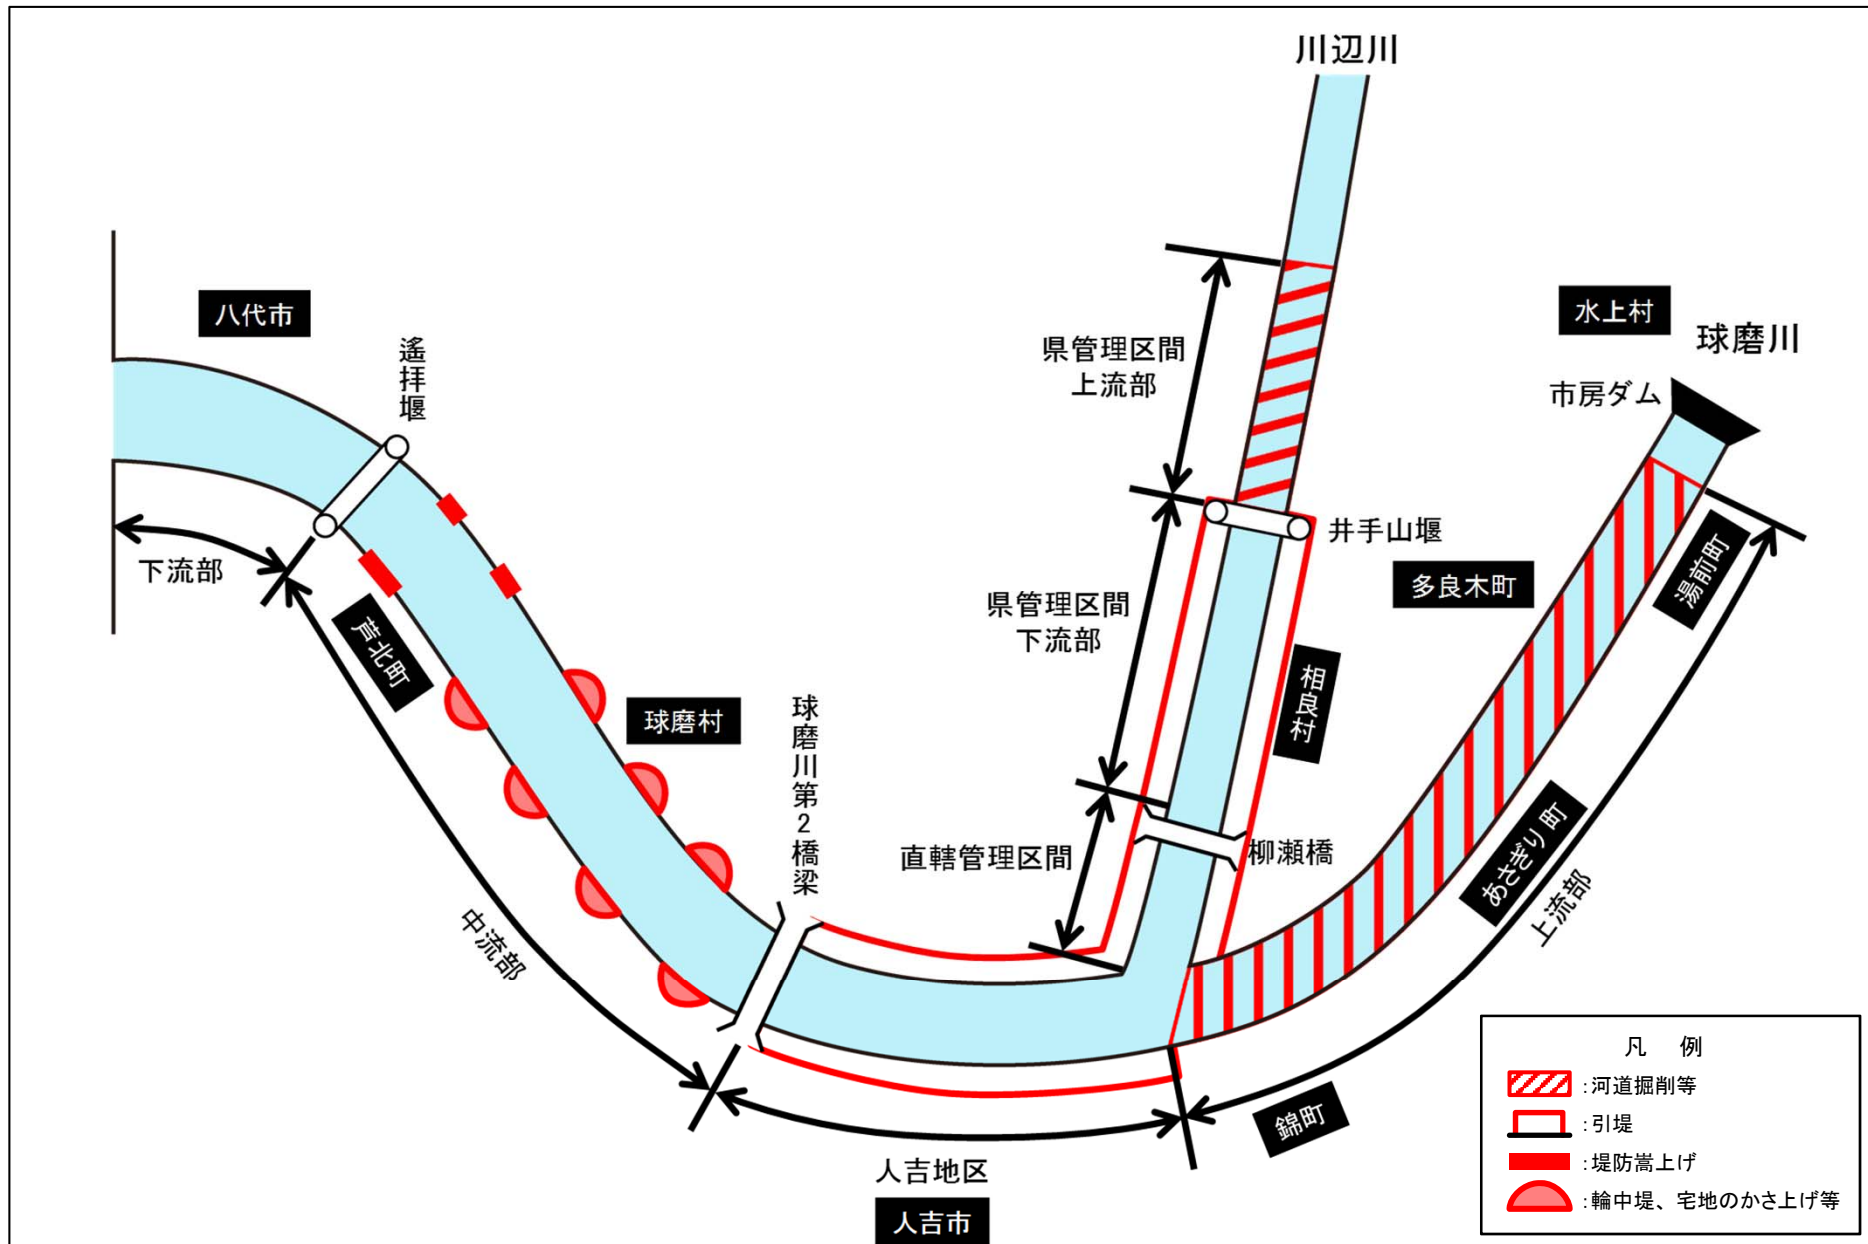 川辺川
水上村
球磨川
市房ダム
八代市
遙拝堰
県管理区間
上流部
井手山堰
多良木町
湯前町
下流部
芦北町
県管理区間
下流部
相良村
球磨村
球磨川第2橋梁
直轄管理区間
柳瀬橋
あさぎり町
上流部
中流部
錦町
人吉地区
人吉市
凡 例
:河道掘削等
:引堤
:堤防嵩上げ
:輪中堤、宅地のかさ上げ等